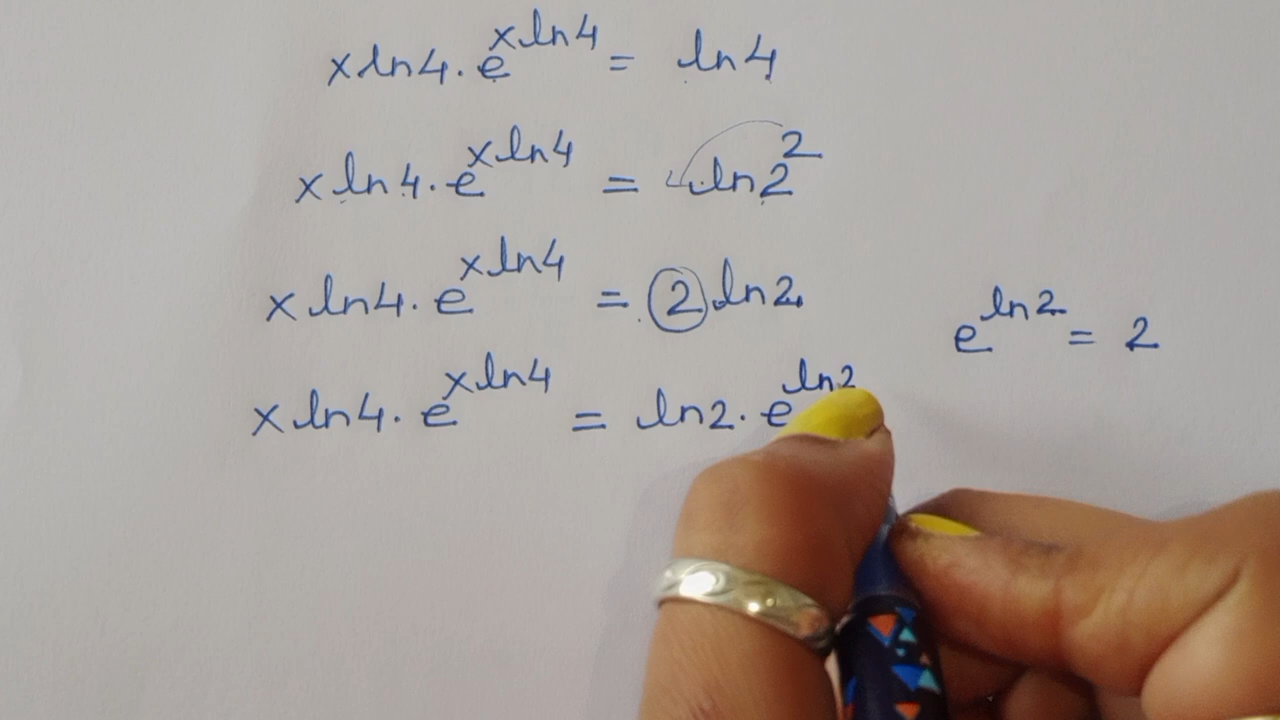 x ln4 · e^{x ln4} = ln4
x ln4 · e^{x ln4} = ln2^2
x ln4 · e^{x ln4} = 2 ln2
e^{ln2} = 2
x ln4 · e^{x ln4} = ln2 · e^{ln2}